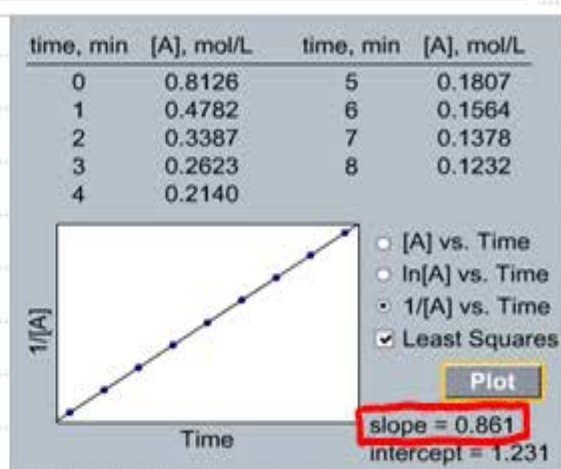 time, min [A], mol/L time, min [A], mol/L
0 0.8126 5 0.1807
1 0.4782 6 0.1564
2 0.3387 7 0.1378
3 0.2623 8 0.1232
4 0.2140
1/[A]
Time
[A] vs. Time
ln[A] vs. Time
1/[A] vs. Time
Least Squares
Plot
slope = 0.861
intercept = 1.231